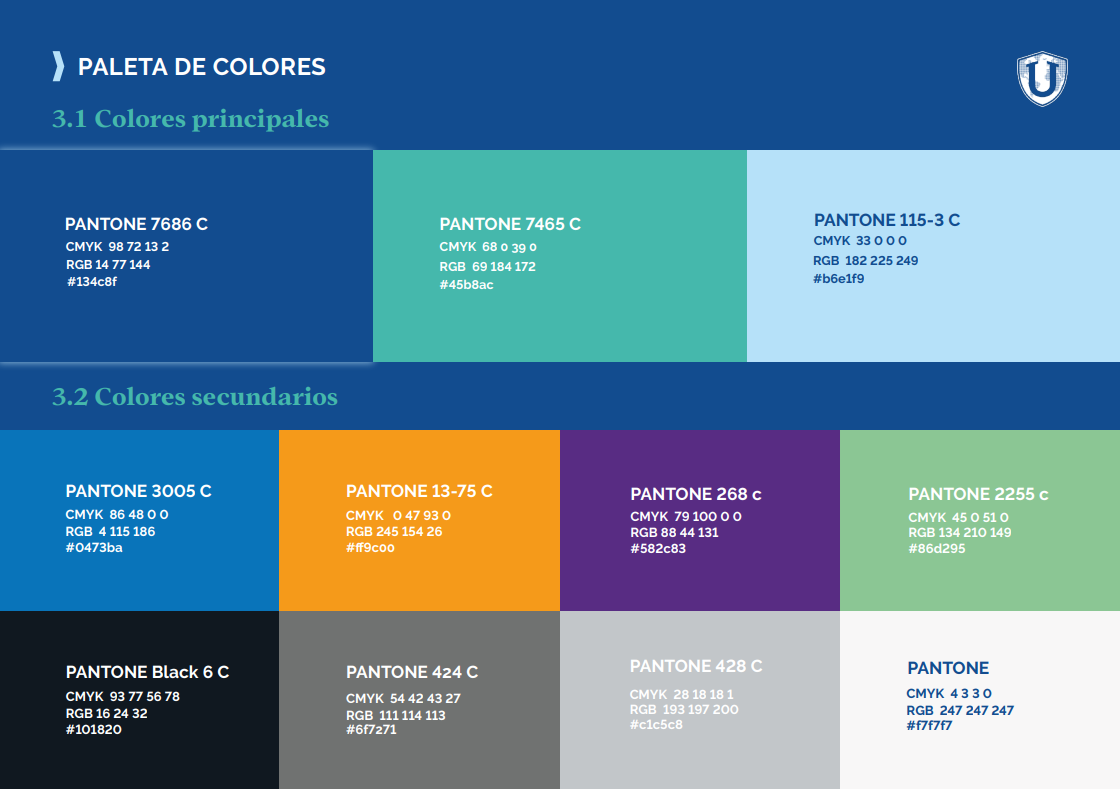 PALETA DE COLORES
U
3.1 Colores principales
PANTONE 7686 C
CMYK 98 72 13 2
RGB 14 77 144
#134c8f
PANTONE 7465 C
CMYK 68 0 39 0
RGB 69 184 172
#45b8ac
PANTONE 115-3 C
CMYK 33 0 0 0
RGB 182 225 249
#b6e1f9
3.2 Colores secundarios
PANTONE 3005 C
CMYK 86 48 0 0
RGB 4 115 186
#0473ba
PANTONE 13-75 C
CMYK 0 47 93 0
RGB 245 154 26
#ff9c00
PANTONE 268 c
CMYK 79 100 0 0
RGB 88 44 131
#582c83
PANTONE 2255 c
CMYK 45 0 51 0
RGB 134 210 149
#86d295
PANTONE Black 6 C
CMYK 93 77 56 78
RGB 16 24 32
#101820
PANTONE 424 C
CMYK 54 42 43 27
RGB 111 114 113
#6f7271
PANTONE 428 C
CMYK 28 18 18 1
RGB 193 197 200
#c1c5c8
PANTONE
CMYK 4 3 3 0
RGB 247 247 247
#f7f7f7